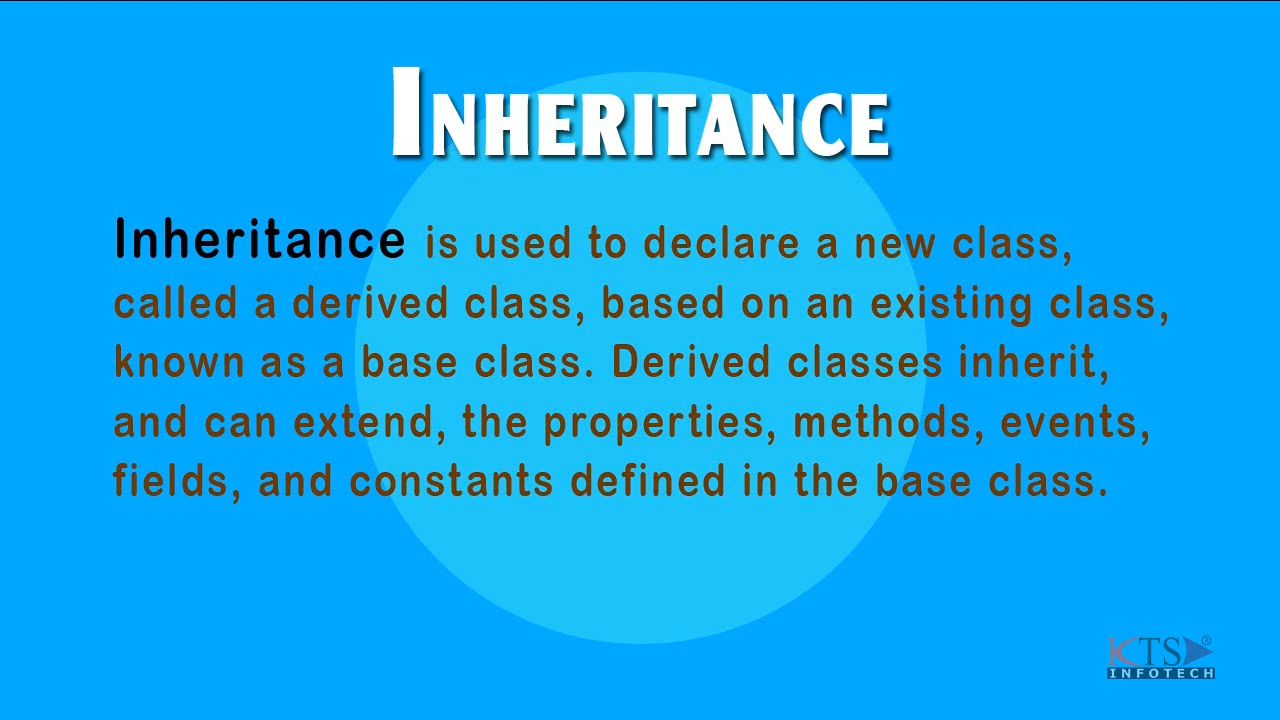 INHERITANCE
Inheritance is used to declare a new class,
called a derived class, based on an existing class,
known as a base class. Derived classes inherit,
and can extend, the properties, methods, events,
fields, and constants defined in the base class.
KTS®
INFOTECH